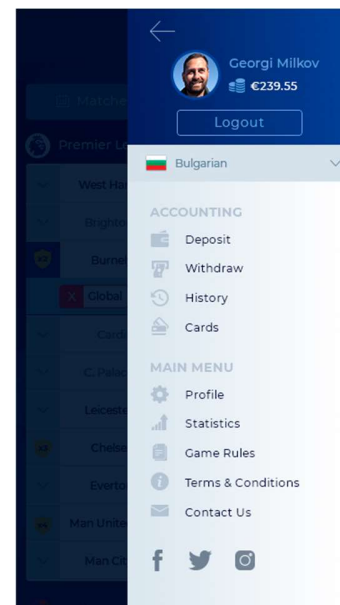 Georgi Milkov
€239.55
Logout
Bulgarian
ACCOUNTING
Deposit
Withdraw
History
Cards
MAIN MENU
Profile
Statistics
Game Rules
Terms & Conditions
Contact Us
Matche
Premier Le
West Ha
Brighto
Burne
X Global
Cardi
C. Palac
Leiceste
Chelse
Everto
Man Unite
Man Cit